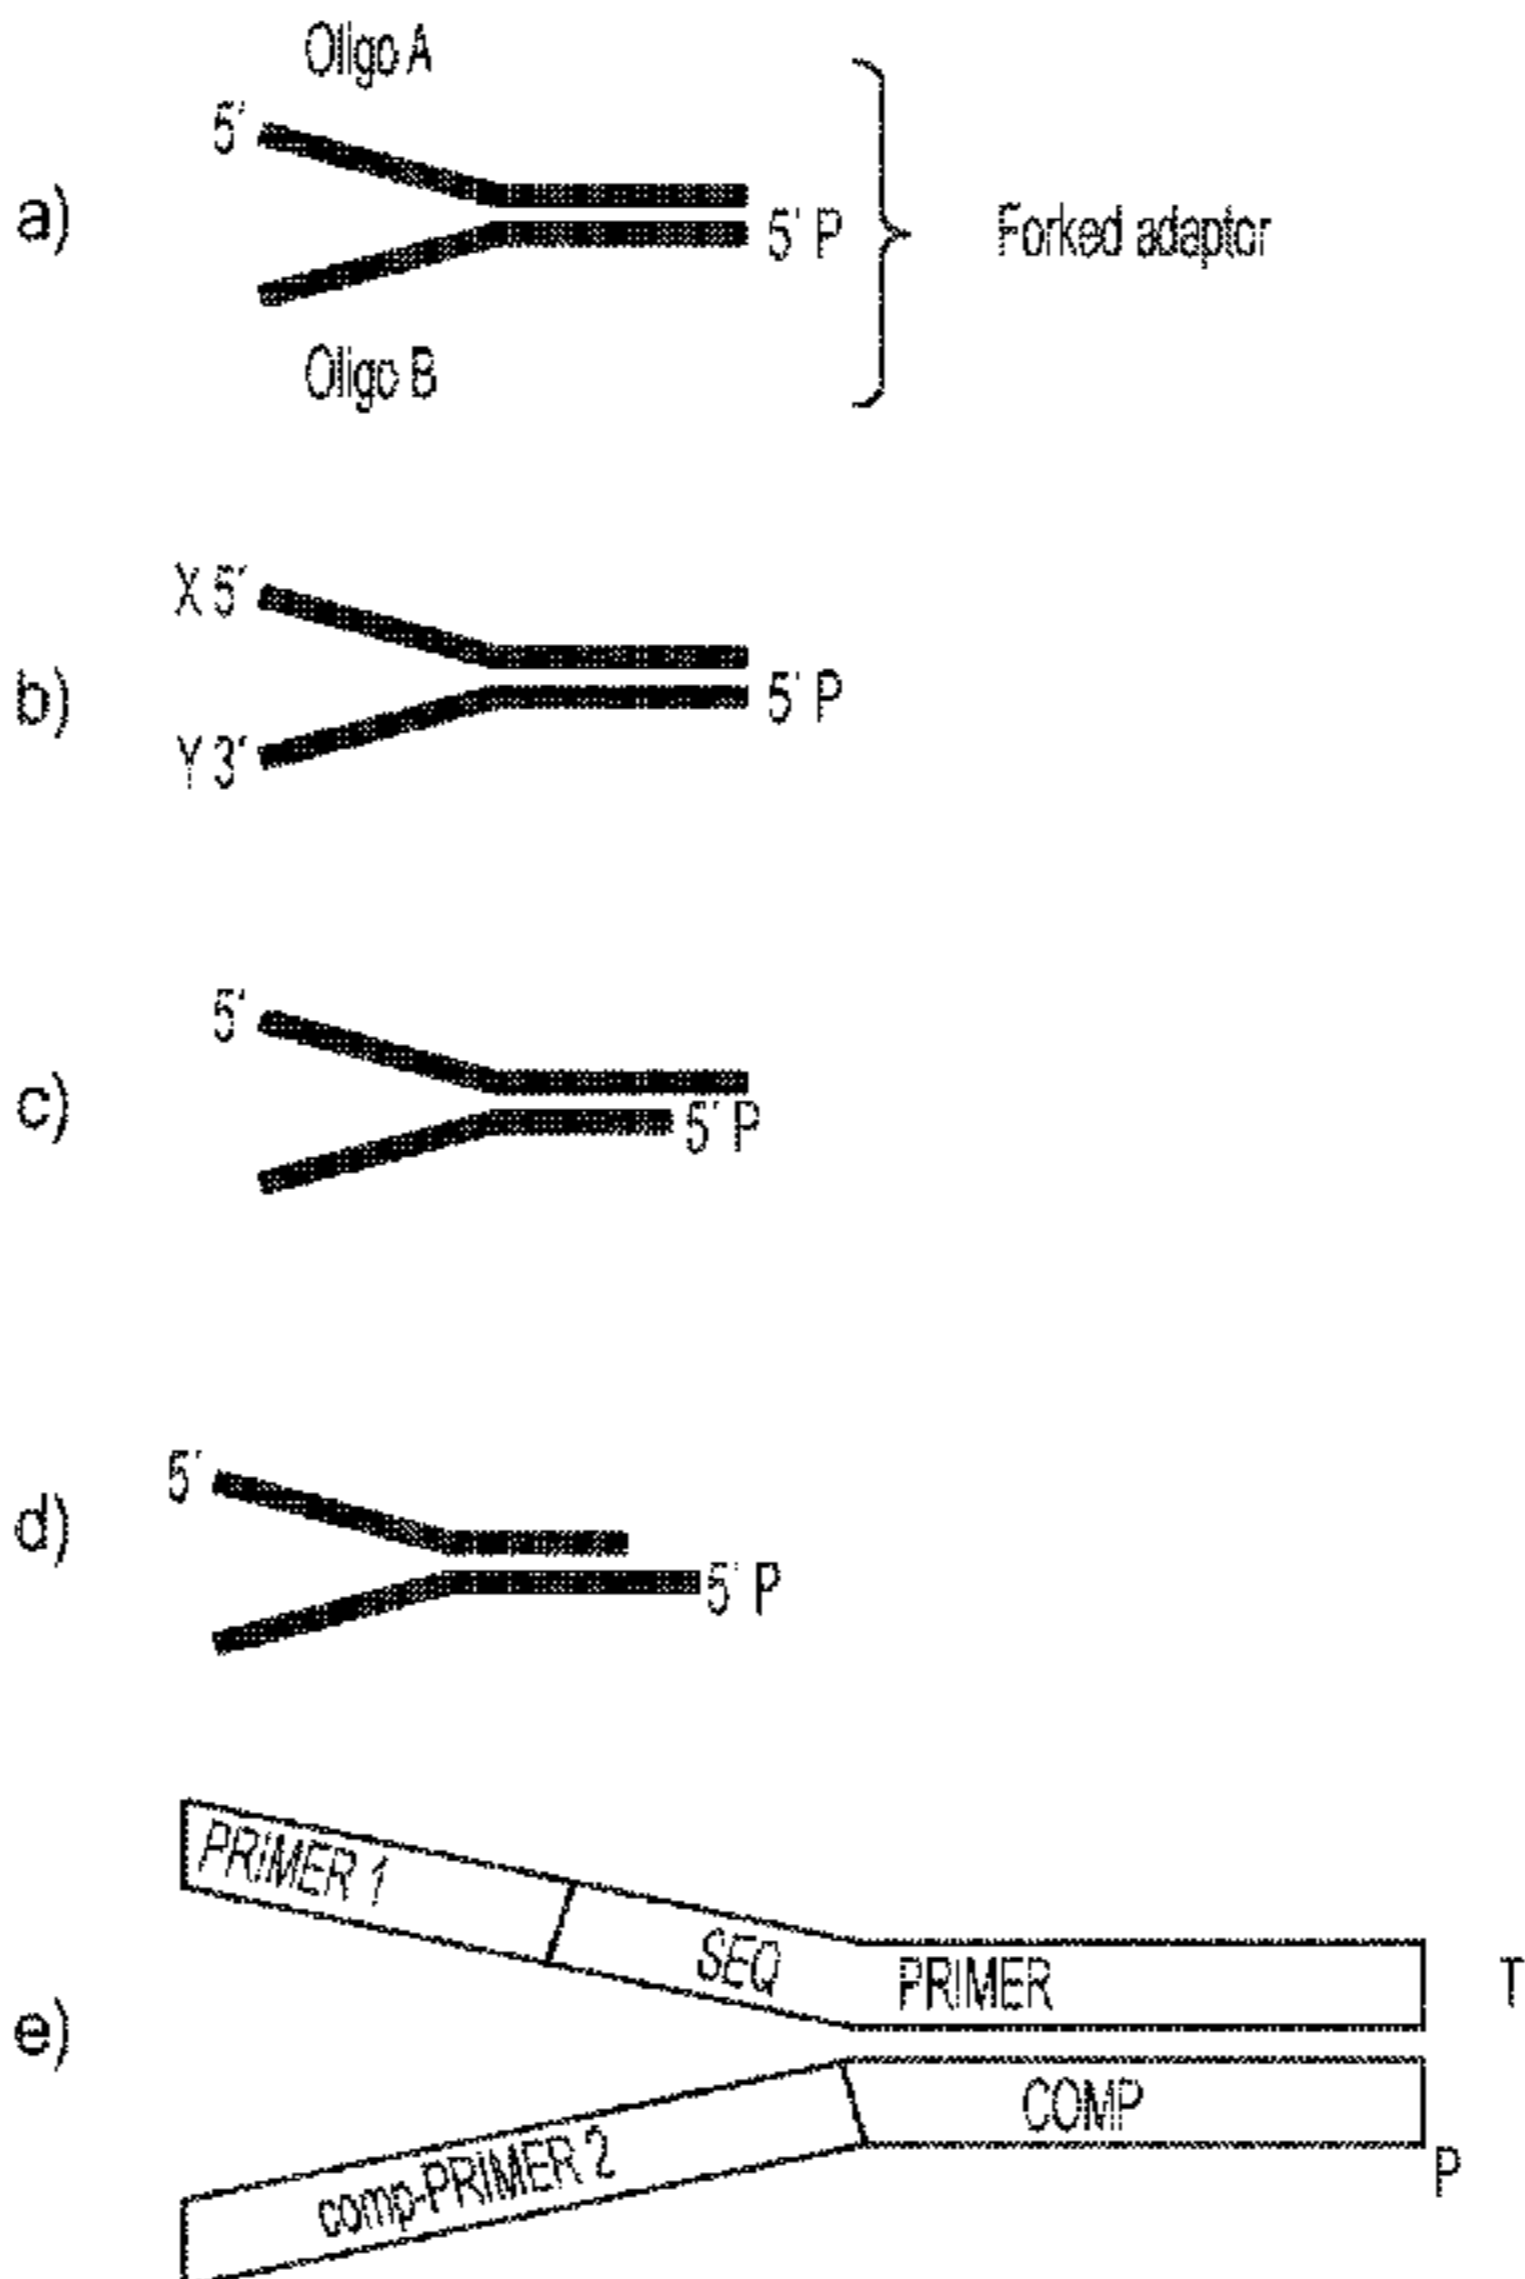 Oligo A
5'
a)
5' P
Forked adaptor
Oligo B
X 5'
b)
5' P
Y 3'
5'
c)
5' P
5'
d)
5' P
PRIMER 1
SEQ PRIMER T
e)
COMP
comp-PRIMER 2
P